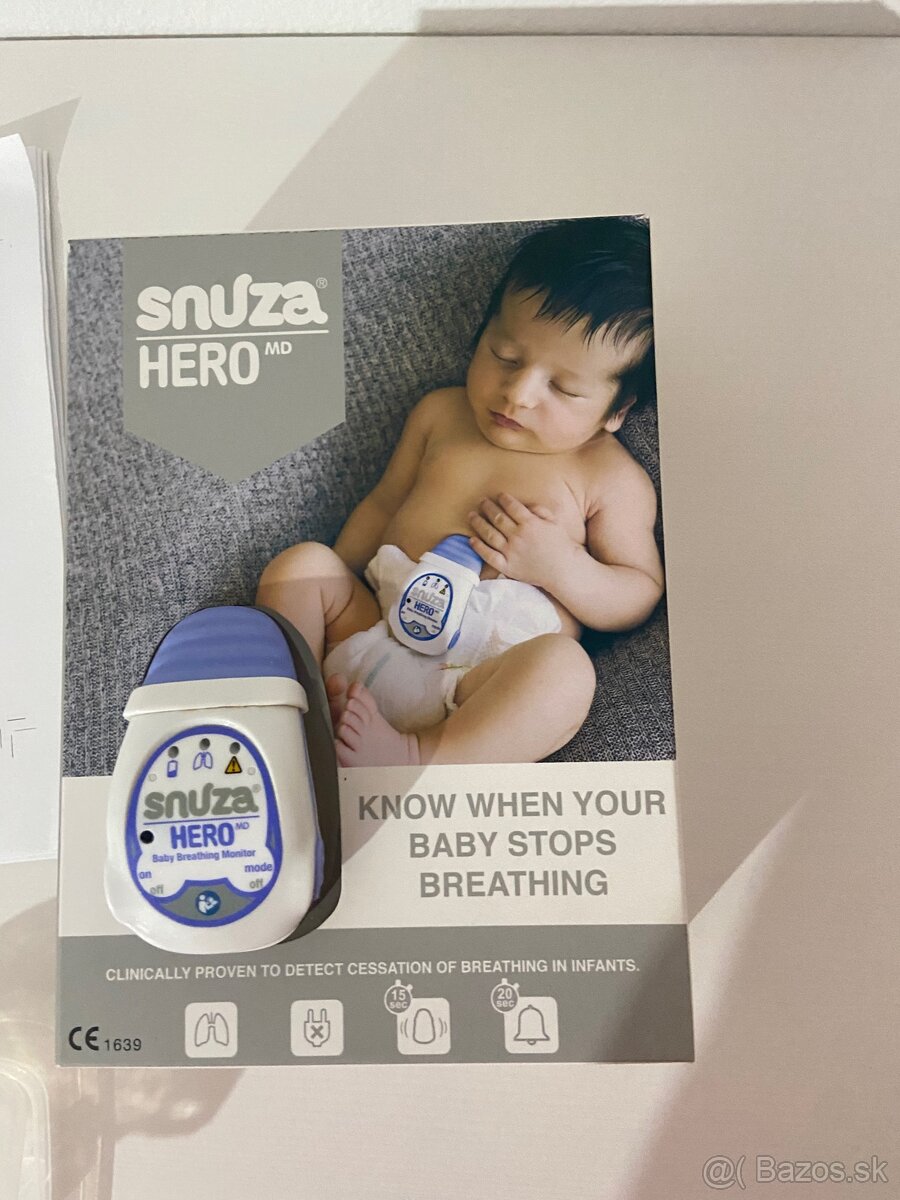 snuza®
HERO MD
snuza
HERO
snuza®
HERO MD
Baby Breathing Monitor
on
mode
off
off
KNOW WHEN YOUR
BABY STOPS
BREATHING
CLINICALLY PROVEN TO DETECT CESSATION OF BREATHING IN INFANTS.
15
sec
20
sec
CE 1639
@( Bazos.sk